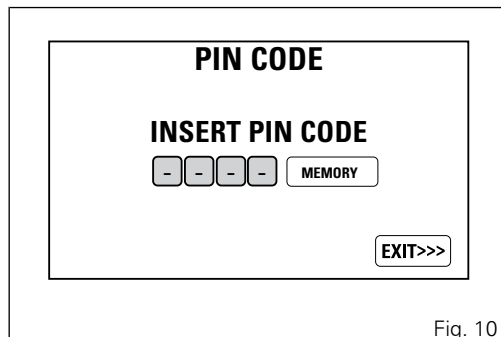 PIN CODE
INSERT PIN CODE
- - - - MEMORY
EXIT>>>
Fig. 10